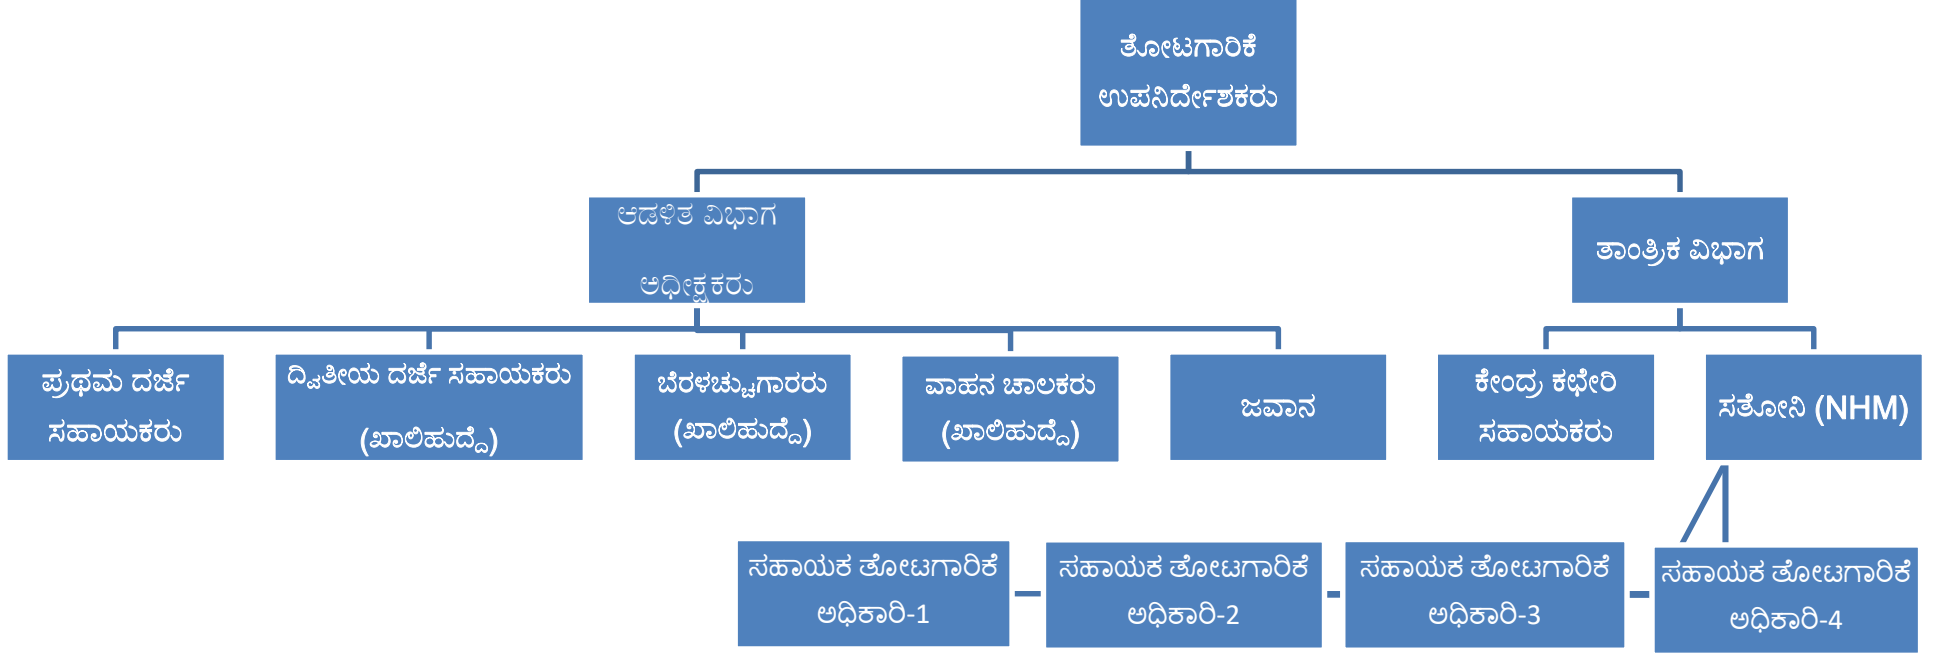 ತೋಟಗಾರಿಕೆ
ಉಪನಿರ್ದೇಶಕರು
ಆಡಳಿತ ವಿಭಾಗ
ಅಧೀಕ್ಷಕರು
ತಾಂತ್ರಿಕ ವಿಭಾಗ
ಪ್ರಥಮ ದರ್ಜೆ
ಸಹಾಯಕರು
ದ್ವಿತೀಯ ದರ್ಜೆ ಸಹಾಯಕರು
(ಖಾಲಿಹುದ್ದೆ)
ಬೆರಳಚ್ಚುಗಾರರು
(ಖಾಲಿಹುದ್ದೆ)
ವಾಹನ ಚಾಲಕರು
(ಖಾಲಿಹುದ್ದೆ)
ಜವಾನ
ಕೇಂದ್ರ ಕಛೇರಿ
ಸಹಾಯಕರು
ಸತೋನಿ (NHM)
ಸಹಾಯಕ ತೋಟಗಾರಿಕೆ
ಅಧಿಕಾರಿ-1
ಸಹಾಯಕ ತೋಟಗಾರಿಕೆ
ಅಧಿಕಾರಿ-2
ಸಹಾಯಕ ತೋಟಗಾರಿಕೆ
ಅಧಿಕಾರಿ-3
ಸಹಾಯಕ ತೋಟಗಾರಿಕೆ
ಅಧಿಕಾರಿ-4